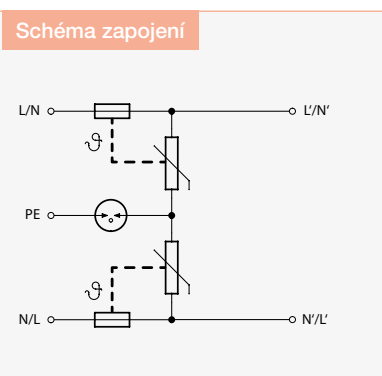 Schéma zapojení
L/N L‘/N‘
ϑ
PE
ϑ
N/L N‘/L‘